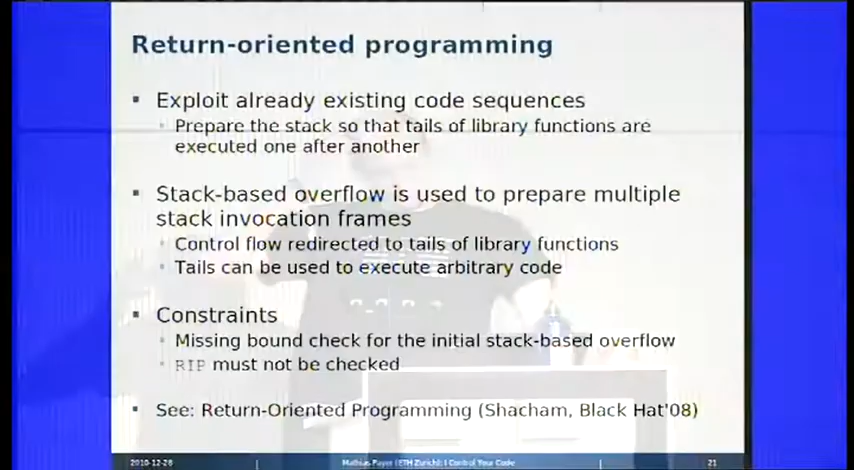 Return-oriented programming
Exploit already existing code sequences
Prepare the stack so that tails of library functions are
executed one after another
Stack-based overflow is used to prepare multiple
stack invocation frames
Control flow redirected to tails of library functions
Tails can be used to execute arbitrary code
Constraints
Missing bound check for the initial stack-based overflow
RIP must not be checked
See: Return-Oriented Programming (Shacham, Black Hat'08)
2010-12-28 Mathias Payer (ETH Zurich): I Control Your Code 21